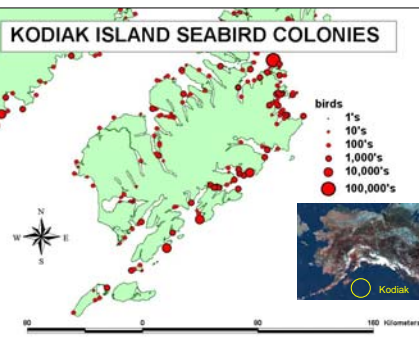 KODIAK ISLAND SEABIRD COLONIES
birds
1's
10's
100's
1,000's
10,000's
100,000's
N
W E
S
Kodiak
80 0 80 160 Kilometers